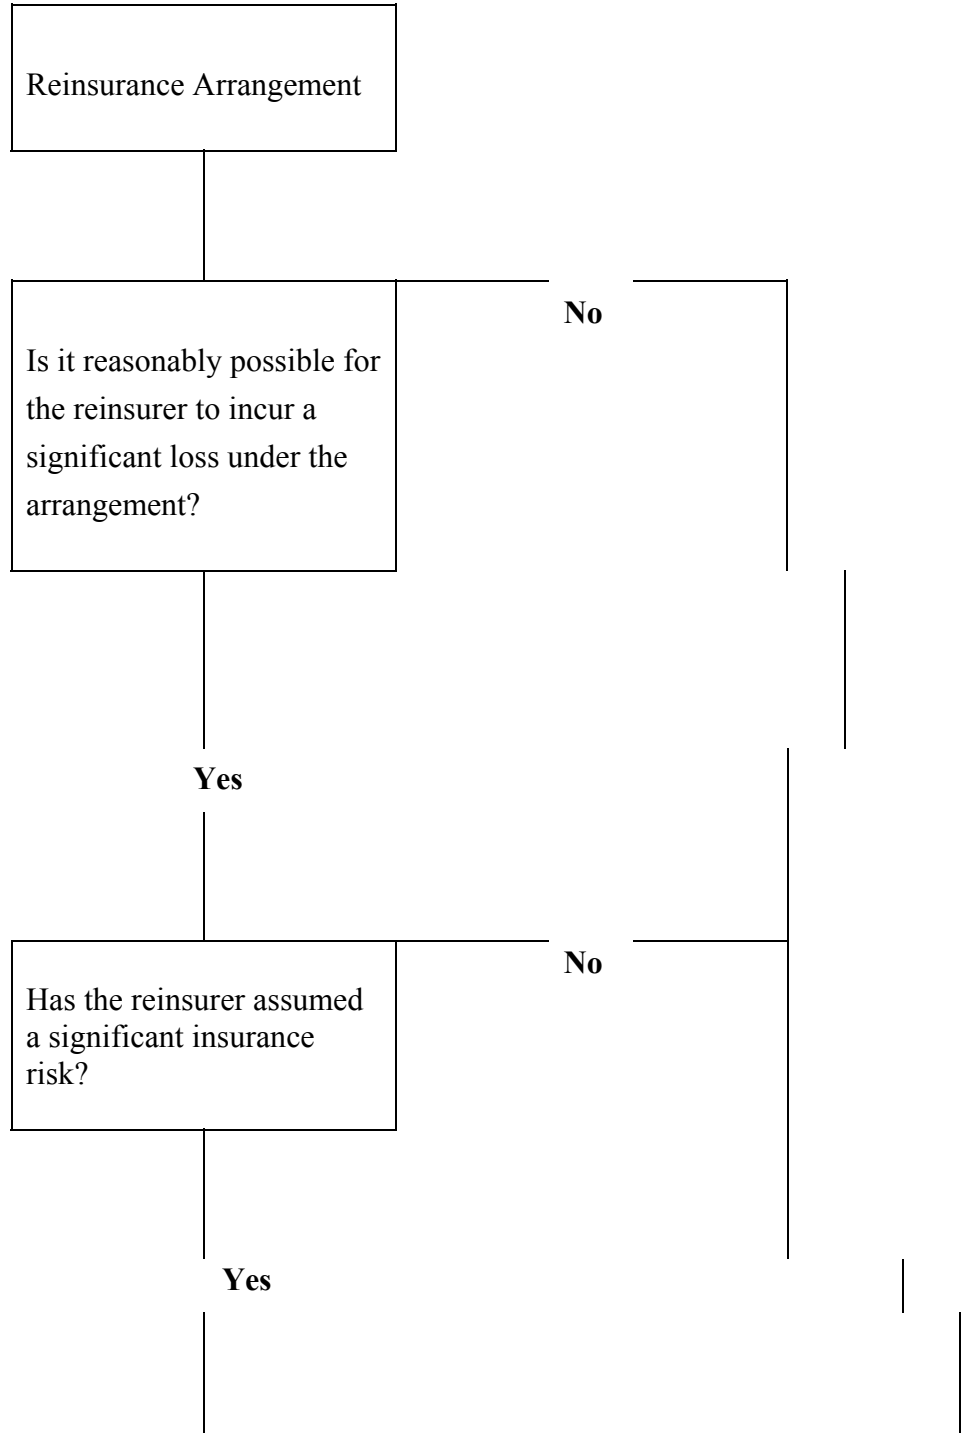 Reinsurance Arrangement
No
Is it reasonably possible for
the reinsurer to incur a
significant loss under the
arrangement?
Yes
No
Has the reinsurer assumed
a significant insurance
risk?
Yes